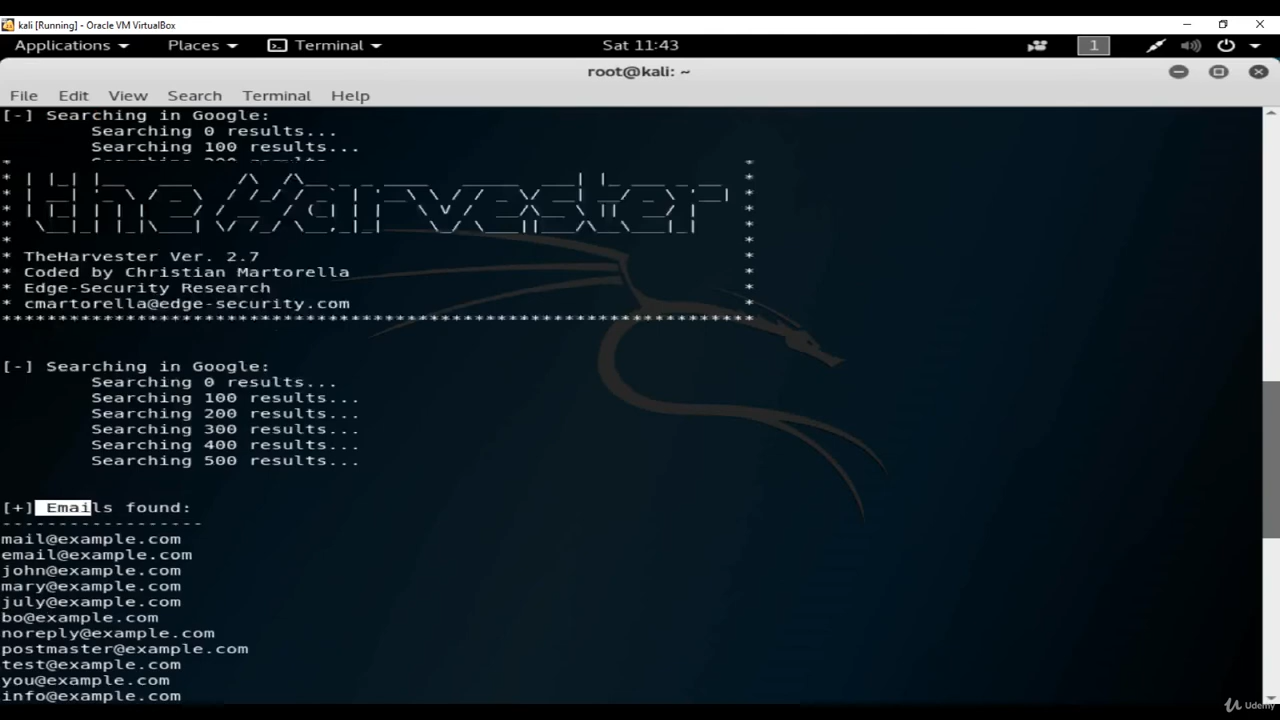 kali [Running] - Oracle VM VirtualBox
Applications Places Terminal Sat 11:43 1
root@kali: ~
File Edit View Search Terminal Help
[-] Searching in Google:
Searching 0 results...
Searching 100 results...
* *
* theHarvester *
* TheHarvester Ver. 2.7 *
* Coded by Christian Martorella *
* Edge-Security Research *
* cmartorella@edge-security.com *
*******************************************************************
[-] Searching in Google:
Searching 0 results...
Searching 100 results...
Searching 200 results...
Searching 300 results...
Searching 400 results...
Searching 500 results...
[+] Emails found:
------------------
mail@example.com
email@example.com
john@example.com
mary@example.com
july@example.com
bo@example.com
noreply@example.com
postmaster@example.com
test@example.com
you@example.com
info@example.com
Udemy